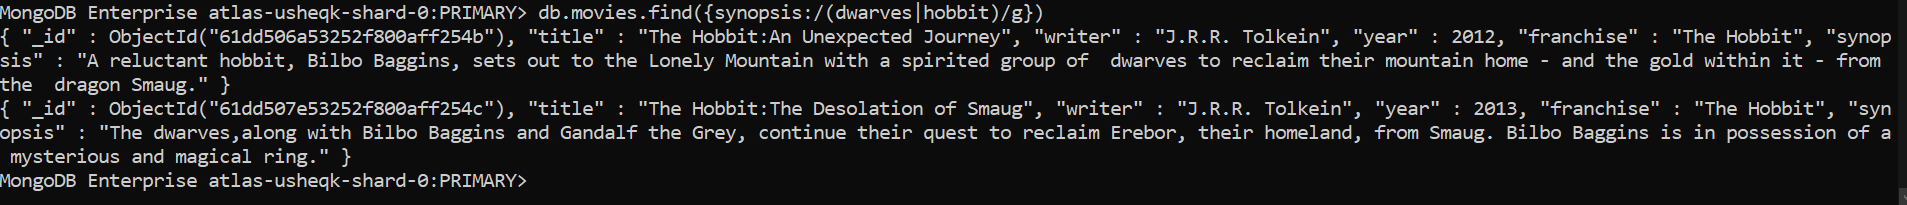 MongoDB Enterprise atlas-usheqk-shard-0:PRIMARY> db.movies.find({synopsis:/(dwarves|hobbit)/g})
{ "_id" : ObjectId("61dd506a53252f800aff254b"), "title" : "The Hobbit:An Unexpected Journey", "writer" : "J.R.R. Tolkein", "year" : 2012, "franchise" : "The Hobbit", "synop
sis" : "A reluctant hobbit, Bilbo Baggins, sets out to the Lonely Mountain with a spirited group of  dwarves to reclaim their mountain home - and the gold within it - from
the  dragon Smaug." }
{ "_id" : ObjectId("61dd507e53252f800aff254c"), "title" : "The Hobbit:The Desolation of Smaug", "writer" : "J.R.R. Tolkein", "year" : 2013, "franchise" : "The Hobbit", "syn
opsis" : "The dwarves,along with Bilbo Baggins and Gandalf the Grey, continue their quest to reclaim Erebor, their homeland, from Smaug. Bilbo Baggins is in possession of a
 mysterious and magical ring." }
MongoDB Enterprise atlas-usheqk-shard-0:PRIMARY>